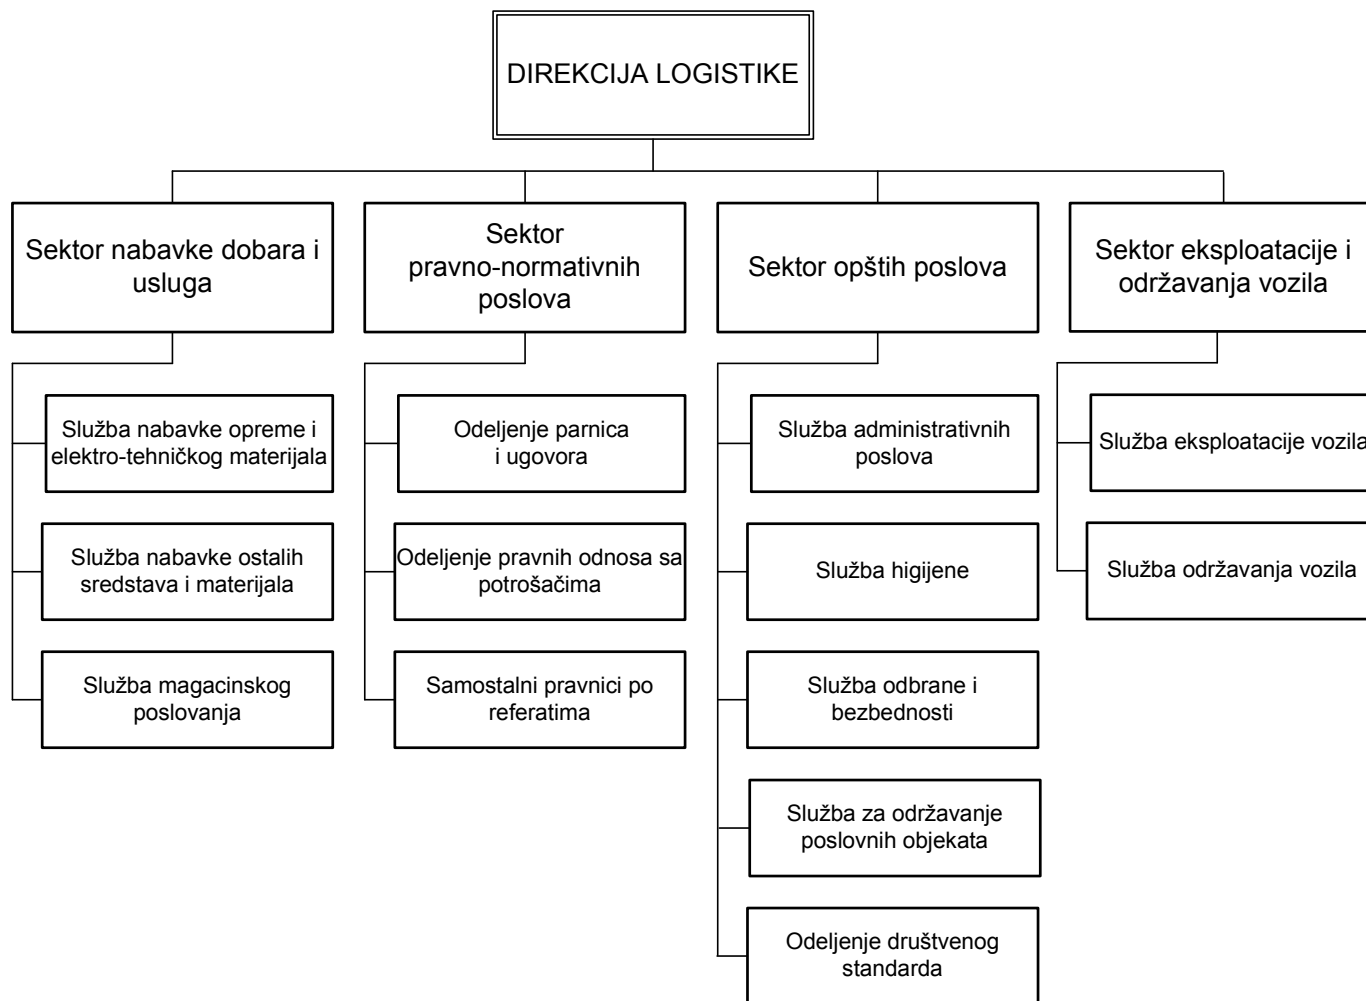 DIREKCIJA LOGISTIKE
Sektor nabavke dobara i
usluga
Sektor
pravno-normativnih
poslova
Sektor opštih poslova
Sektor eksploatacije i
održavanja vozila
Služba nabavke opreme i
elektro-tehničkog materijala
Služba nabavke ostalih
sredstava i materijala
Služba magacinskog
poslovanja
Odeljenje parnica
i ugovora
Odeljenje pravnih odnosa sa
potrošačima
Samostalni pravnici po
referatima
Služba administrativnih
poslova
Služba higijene
Služba odbrane i
bezbednosti
Služba za održavanje
poslovnih objekata
Odeljenje društvenog
standarda
Služba eksploatacije vozila
Služba održavanja vozila